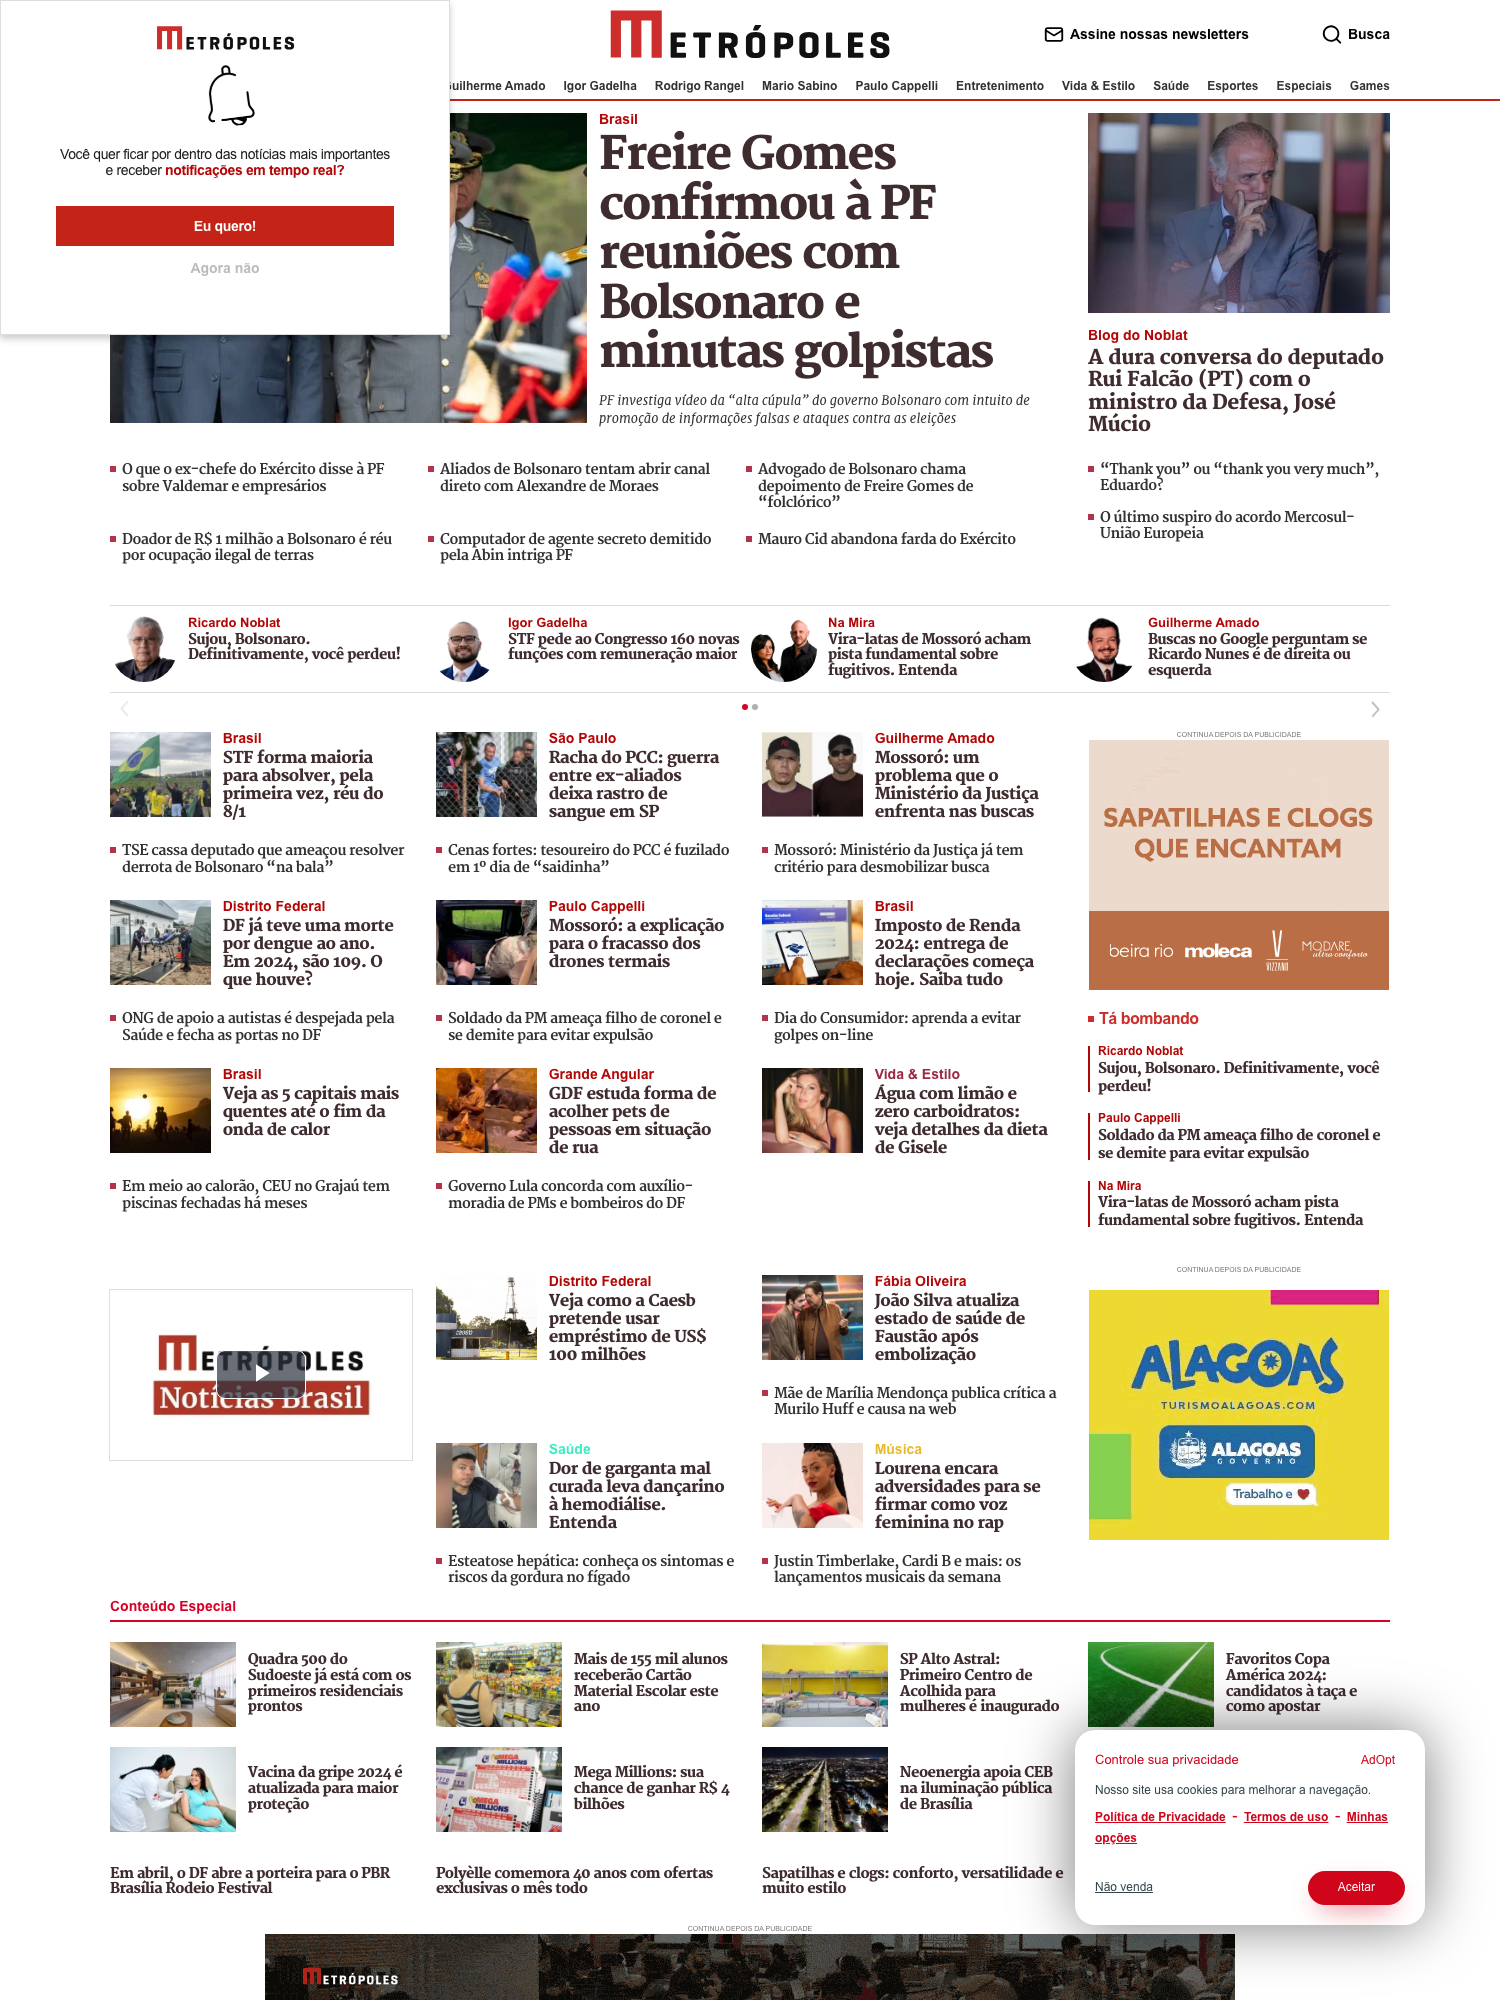 METRÓPOLES
Você quer ficar por dentro das notícias mais importantes
e receber notificações em tempo real?
Eu quero!
Agora não
METRÓPOLES
Assine nossas newsletters
Busca
Guilherme Amado Igor Gadelha Rodrigo Rangel Mario Sabino Paulo Cappelli Entretenimento Vida & Estilo Saúde Esportes Especiais Games
Brasil
Freire Gomes
confirmou à PF
reuniões com
Bolsonaro e
minutas golpistas
PF investiga vídeo da “alta cúpula” do governo Bolsonaro com intuito de
promoção de informações falsas e ataques contra as eleições
Blog do Noblat
A dura conversa do deputado
Rui Falcão (PT) com o
ministro da Defesa, José
Múcio
O que o ex-chefe do Exército disse à PF
sobre Valdemar e empresários
Aliados de Bolsonaro tentam abrir canal
direto com Alexandre de Moraes
Advogado de Bolsonaro chama
depoimento de Freire Gomes de
“folclórico”
“Thank you” ou “thank you very much”,
Eduardo?
Doador de R$ 1 milhão a Bolsonaro é réu
por ocupação ilegal de terras
Computador de agente secreto demitido
pela Abin intriga PF
Mauro Cid abandona farda do Exército
O último suspiro do acordo Mercosul-
União Europeia
Ricardo Noblat
Sujou, Bolsonaro.
Definitivamente, você perdeu!
Igor Gadelha
STF pede ao Congresso 160 novas
funções com remuneração maior
Na Mira
Vira-latas de Mossoró acham
pista fundamental sobre
fugitivos. Entenda
Guilherme Amado
Buscas no Google perguntam se
Ricardo Nunes é de direita ou
esquerda
Brasil
STF forma maioria
para absolver, pela
primeira vez, réu do
8/1
São Paulo
Racha do PCC: guerra
entre ex-aliados
deixa rastro de
sangue em SP
Guilherme Amado
Mossoró: um
problema que o
Ministério da Justiça
enfrenta nas buscas
CONTINUA DEPOIS DA PUBLICIDADE
SAPATILHAS E CLOGS
QUE ENCANTAM
beira rio moleca VIZZANO MODARE ultraconforto
TSE cassa deputado que ameaçou resolver
derrota de Bolsonaro “na bala”
Cenas fortes: tesoureiro do PCC é fuzilado
em 1º dia de “saidinha”
Mossoró: Ministério da Justiça já tem
critério para desmobilizar busca
Distrito Federal
DF já teve uma morte
por dengue ao ano.
Em 2024, são 109. O
que houve?
Paulo Cappelli
Mossoró: a explicação
para o fracasso dos
drones termais
Brasil
Imposto de Renda
2024: entrega de
declarações começa
hoje. Saiba tudo
ONG de apoio a autistas é despejada pela
Saúde e fecha as portas no DF
Soldado da PM ameaça filho de coronel e
se demite para evitar expulsão
Dia do Consumidor: aprenda a evitar
golpes on-line
Tá bombando
Ricardo Noblat
Sujou, Bolsonaro. Definitivamente, você
perdeu!
Paulo Cappelli
Soldado da PM ameaça filho de coronel e
se demite para evitar expulsão
Na Mira
Vira-latas de Mossoró acham pista
fundamental sobre fugitivos. Entenda
Brasil
Veja as 5 capitais mais
quentes até o fim da
onda de calor
Grande Angular
GDF estuda forma de
acolher pets de
pessoas em situação
de rua
Vida & Estilo
Água com limão e
zero carboidratos:
veja detalhes da dieta
de Gisele
Em meio ao calorão, CEU no Grajaú tem
piscinas fechadas há meses
Governo Lula concorda com auxílio-
moradia de PMs e bombeiros do DF
METRÓPOLES
Notícias Brasil
Distrito Federal
Veja como a Caesb
pretende usar
empréstimo de US$
100 milhões
Fábia Oliveira
João Silva atualiza
estado de saúde de
Faustão após
embolização
Mãe de Marília Mendonça publica crítica a
Murilo Huff e causa na web
CONTINUA DEPOIS DA PUBLICIDADE
ALAGOAS
TURISMOALAGOAS.COM
ALAGOAS
GOVERNO
Trabalho e
Saúde
Dor de garganta mal
curada leva dançarino
à hemodiálise.
Entenda
Música
Lourena encara
adversidades para se
firmar como voz
feminina no rap
Esteatose hepática: conheça os sintomas e
riscos da gordura no fígado
Justin Timberlake, Cardi B e mais: os
lançamentos musicais da semana
Conteúdo Especial
Quadra 500 do
Sudoeste já está com os
primeiros residenciais
prontos
Mais de 155 mil alunos
receberão Cartão
Material Escolar este
ano
SP Alto Astral:
Primeiro Centro de
Acolhida para
mulheres é inaugurado
Favoritos Copa
América 2024:
candidatos à taça e
como apostar
Vacina da gripe 2024 é
atualizada para maior
proteção
MEGA
MILLIONS
MEGA
MILLIONS
Mega Millions: sua
chance de ganhar R$ 4
bilhões
Neoenergia apoia CEB
na iluminação pública
de Brasília
Em abril, o DF abre a porteira para o PBR
Brasília Rodeio Festival
Polyèlle comemora 40 anos com ofertas
exclusivas o mês todo
Sapatilhas e clogs: conforto, versatilidade e
muito estilo
Controle sua privacidade
AdOpt
Nosso site usa cookies para melhorar a navegação.
Política de Privacidade - Termos de uso - Minhas
opções
Não venda
Aceitar
CONTINUA DEPOIS DA PUBLICIDADE
METRÓPOLES